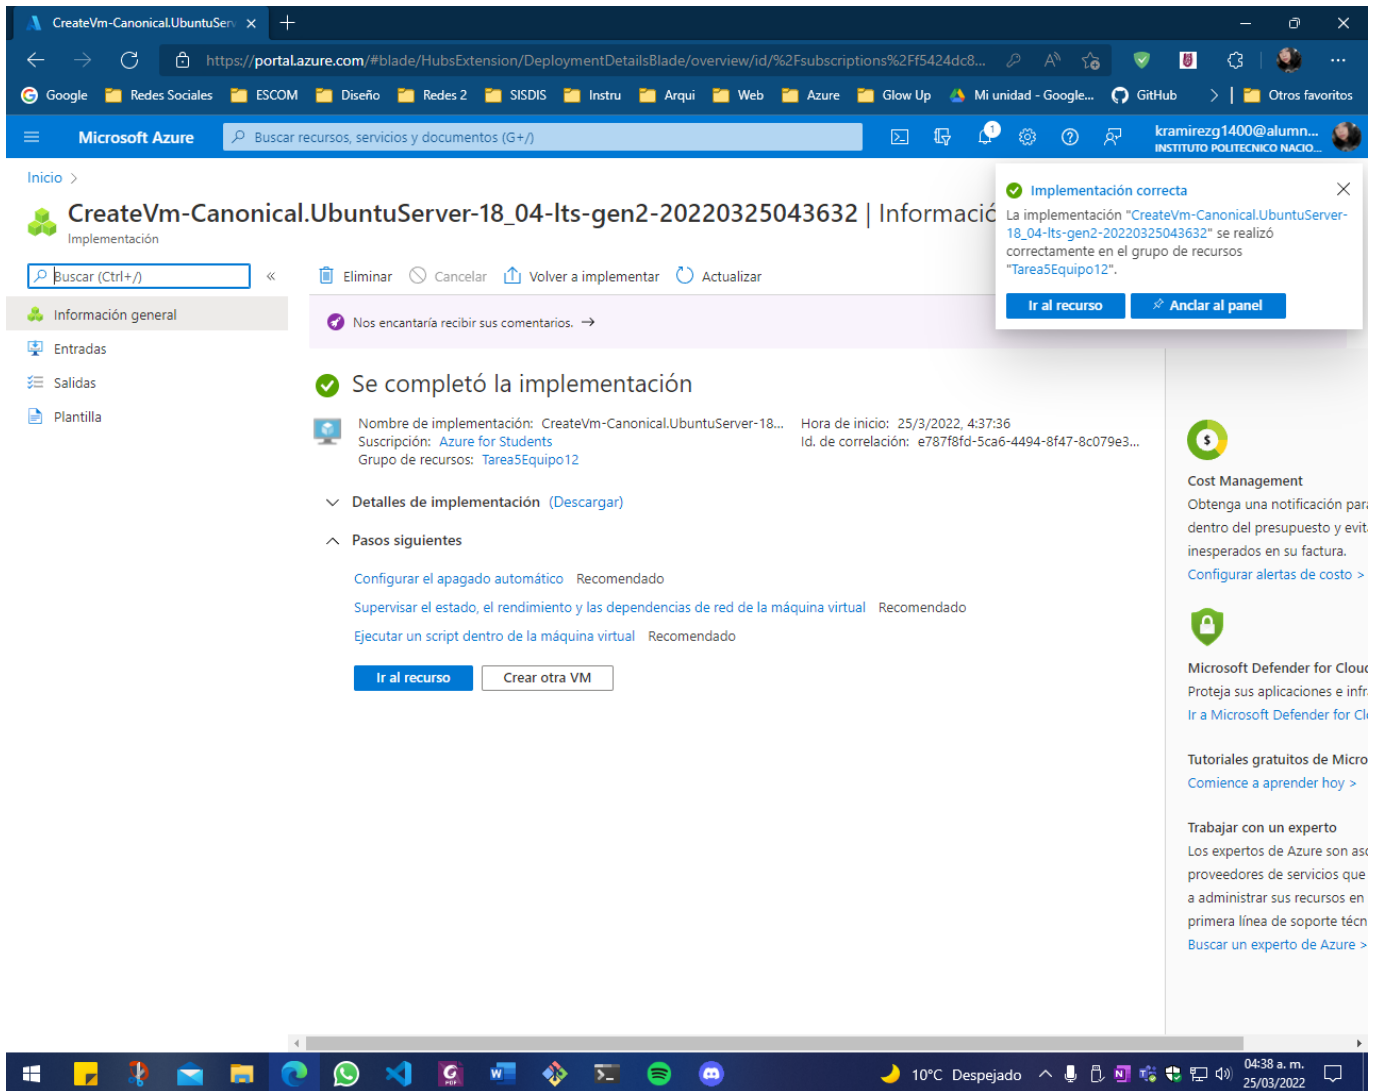 CreateVm-Canonical.UbuntuServ
https://portal.azure.com/#blade/HubsExtension/DeploymentDetailsBlade/overview/id/%2Fsubscriptions%2Ff5424dc8...
Google Redes Sociales ESCOM Diseño Redes 2 SISDIS Instru Arqui Web Azure Glow Up Mi unidad - Google... GitHub Otros favoritos
Microsoft Azure
Buscar recursos, servicios y documentos (G+/)
1
kramirezg1400@alumn...
INSTITUTO POLITECNICO NACIO...
Inicio >
CreateVm-Canonical.UbuntuServer-18_04-lts-gen2-20220325043632 | Informació
Implementación
Implementación correcta
La implementación "CreateVm-Canonical.UbuntuServer-
18_04-lts-gen2-20220325043632" se realizó
correctamente en el grupo de recursos
"Tarea5Equipo12".
Ir al recurso
Anclar al panel
Buscar (Ctrl+/)
«
Eliminar
Cancelar
Volver a implementar
Actualizar
Información general
Entradas
Salidas
Plantilla
Nos encantaría recibir sus comentarios. →
Se completó la implementación
Nombre de implementación: CreateVm-Canonical.UbuntuServer-18...
Suscripción: Azure for Students
Grupo de recursos: Tarea5Equipo12
Hora de inicio: 25/3/2022, 4:37:36
Id. de correlación: e787f8fd-5ca6-4494-8f47-8c079e3...
Detalles de implementación (Descargar)
Pasos siguientes
Configurar el apagado automático Recomendado
Supervisar el estado, el rendimiento y las dependencias de red de la máquina virtual Recomendado
Ejecutar un script dentro de la máquina virtual Recomendado
Ir al recurso
Crear otra VM
Cost Management
Obtenga una notificación para
dentro del presupuesto y evit
inesperados en su factura.
Configurar alertas de costo >
Microsoft Defender for Cloud
Proteja sus aplicaciones e infr
Ir a Microsoft Defender for Cl
Tutoriales gratuitos de Micro
Comience a aprender hoy >
Trabajar con un experto
Los expertos de Azure son aso
proveedores de servicios que
a administrar sus recursos en
primera línea de soporte técn
Buscar un experto de Azure >
10°C Despejado
04:38 a. m.
25/03/2022